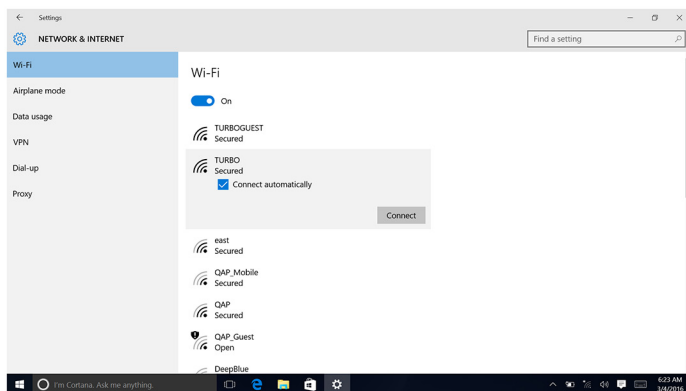 Settings
NETWORK & INTERNET
Find a setting
Wi-Fi
Airplane mode
Data usage
VPN
Dial-up
Proxy
Wi-Fi
On
TURBOGUEST
Secured
TURBO
Secured
Connect automatically
Connect
east
Secured
QAP_Mobile
Secured
QAP
Secured
QAP_Guest
Open
DeepBlue
I'm Cortana. Ask me anything.
6:23 AM
3/4/2016